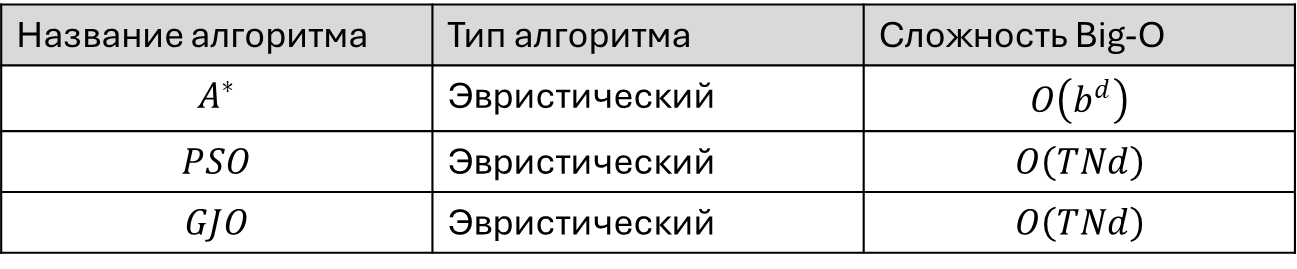 Название алгоритма Тип алгоритма Сложность Big-O
A* Эвристический O(b^d)
PSO Эвристический O(TNd)
GJO Эвристический O(TNd)